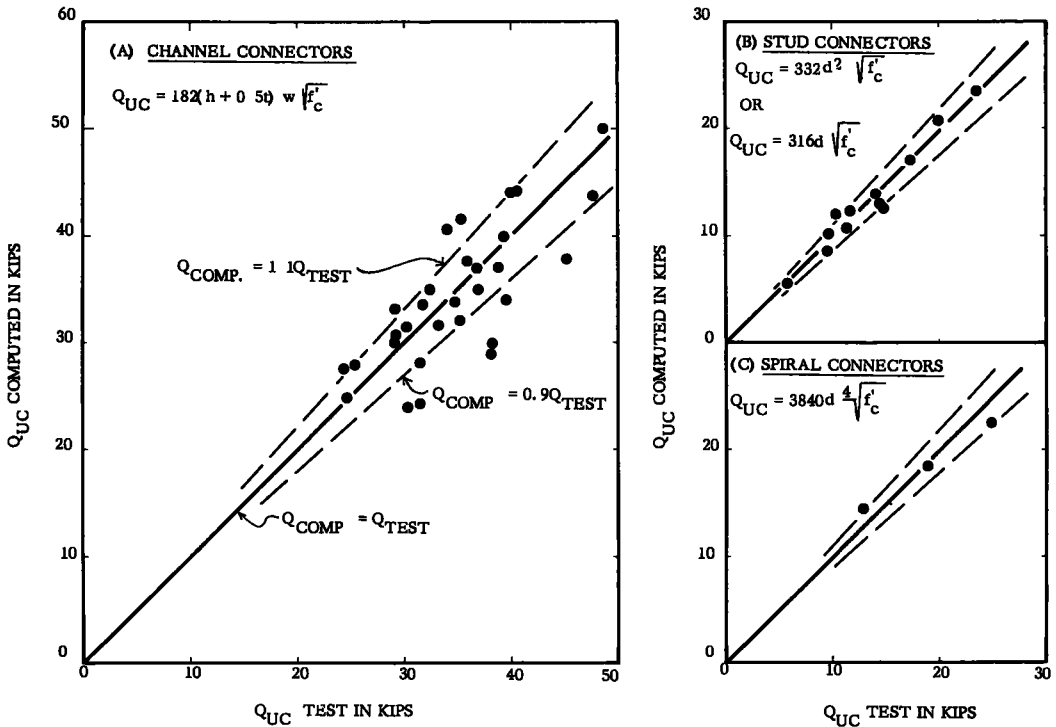 (A) CHANNEL CONNECTORS
Q_UC = 182(h + 0 5t) w √f'c
Q_COMP. = 1 1Q_TEST
Q_COMP = 0.9Q_TEST
Q_COMP = Q_TEST
Q_UC COMPUTED IN KIPS
60
50
40
30
20
10
0
0 10 20 30 40 50
Q_UC TEST IN KIPS
(B) STUD CONNECTORS
Q_UC = 332d² √f'c
OR
Q_UC = 316d √f'c
30
20
10
0
(C) SPIRAL CONNECTORS
Q_UC = 3840d ∜f'c
20
10
0
Q_UC COMPUTED IN KIPS
0 10 20 30
Q_UC TEST IN KIPS